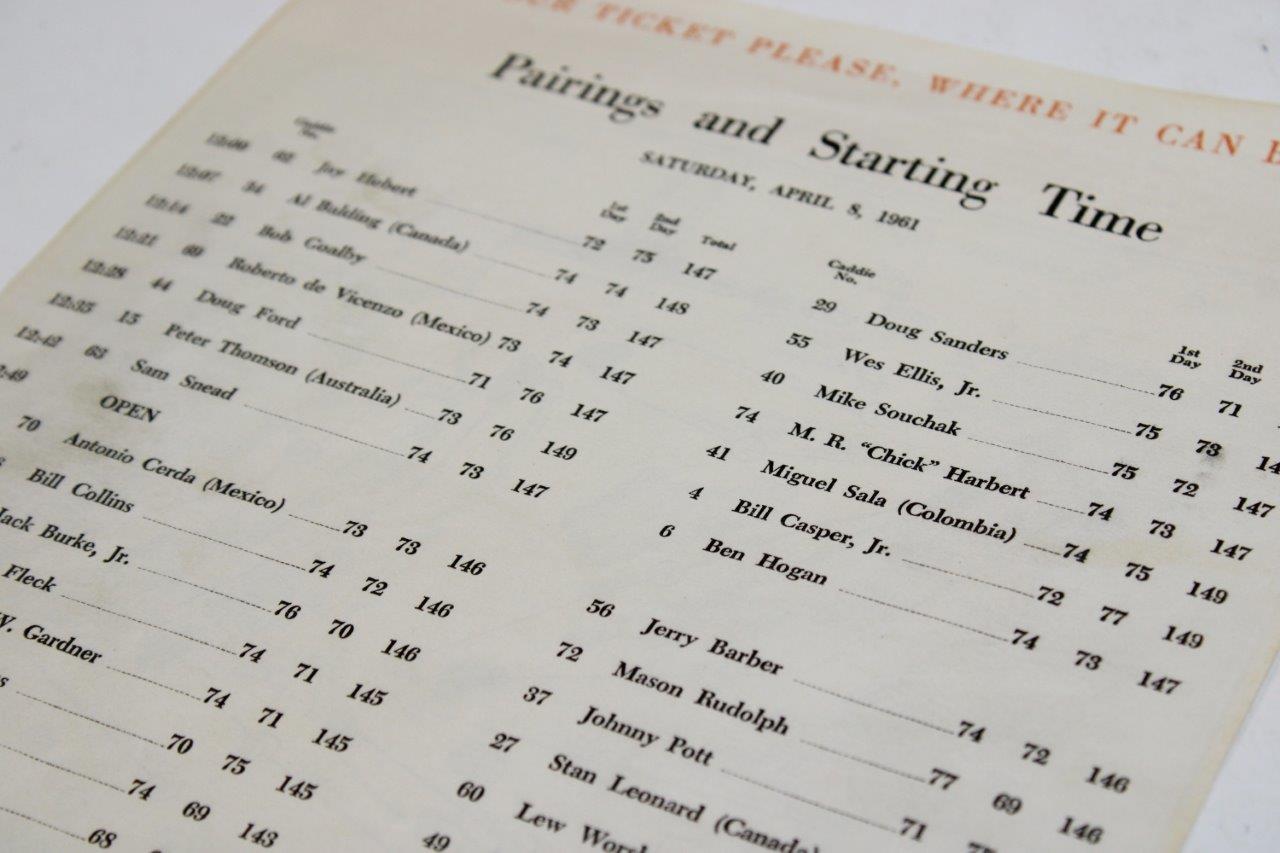 OUR TICKET PLEASE, WHERE IT CAN
Pairings and Starting Time
SATURDAY, APRIL 8, 1961
Caddie No. 1st Day 2nd Day Total
12:00 Jay Hebert 72 75 147
12:07 34 Al Balding (Canada) 74 74 148
12:14 22 Bob Goalby 74 73 147
12:21 69 Roberto de Vicenzo (Mexico) 73 74 147
12:28 44 Doug Ford 71 76 147
12:35 15 Peter Thomson (Australia) 73 76 149
12:42 63 Sam Snead 74 73 147
:49 OPEN
70 Antonio Cerda (Mexico) 73 73 146
Bill Collins 74 72 146
Jack Burke, Jr. 76 70 146
Fleck 74 71 145
W. Gardner 74 71 145
70 75 145
74 69 143
68
Caddie No. 1st Day 2nd Day
29 Doug Sanders 76 71
55 Wes Ellis, Jr. 75 73
40 Mike Souchak 75 72 147
74 M. R. “Chick” Harbert 74 73 147
41 Miguel Sala (Colombia) 74 75 149
4 Bill Casper, Jr. 72 77 149
6 Ben Hogan 74 73 147
56 Jerry Barber 74 72 146
72 Mason Rudolph 77 69 146
37 Johnny Pott 71
27 Stan Leonard (Canada)
60 Lew
49